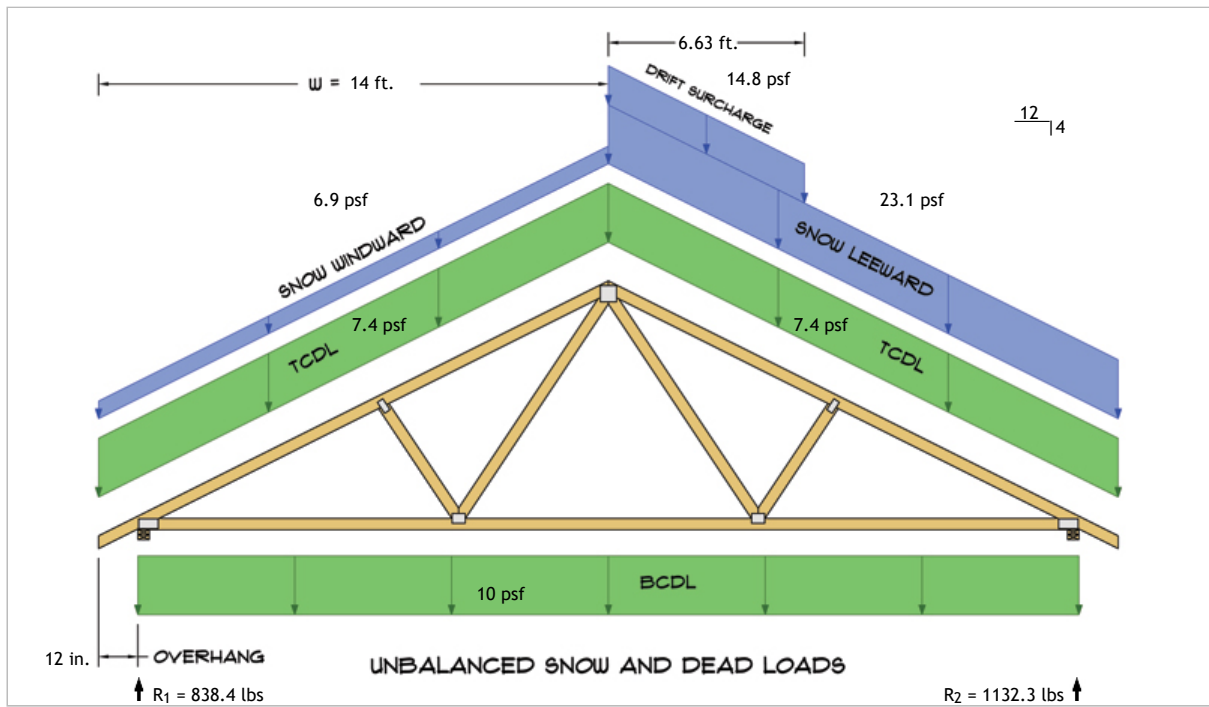 6.63 ft.
W = 14 ft.
14.8 psf
DRIFT SURCHARGE
12
4
6.9 psf
23.1 psf
SNOW WINDWARD
SNOW LEEWARD
7.4 psf
7.4 psf
TCDL
TCDL
10 psf
BCDL
12 in.
OVERHANG
UNBALANCED SNOW AND DEAD LOADS
R1 = 838.4 lbs
R2 = 1132.3 lbs